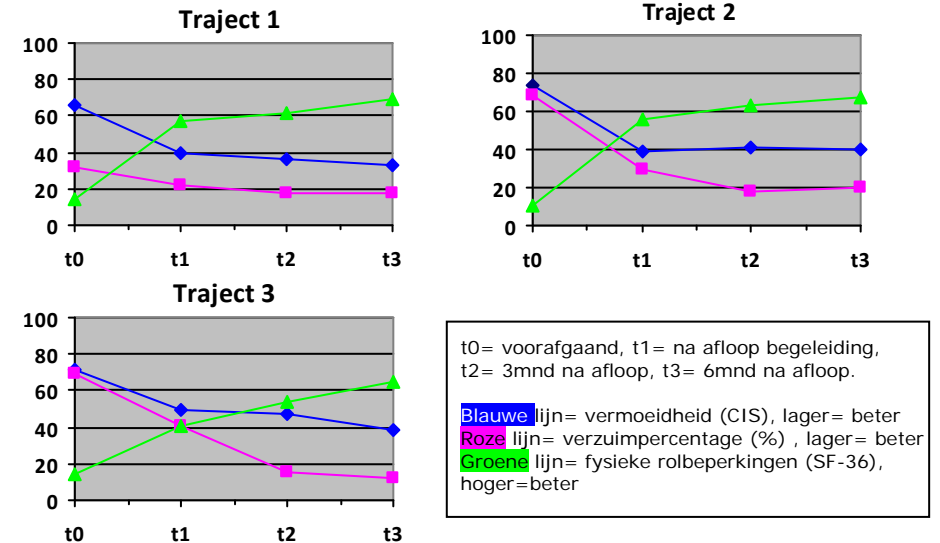 Traject 1
100
80
60
40
20
0
t0 t1 t2 t3
Traject 2
100
80
60
40
20
0
t0 t1 t2 t3
Traject 3
100
80
60
40
20
0
t0 t1 t2 t3
t0= voorafgaand, t1= na afloop begeleiding,
t2= 3mnd na afloop, t3= 6mnd na afloop.
Blauwe lijn= vermoeidheid (CIS), lager= beter
Roze lijn= verzuimpercentage (%) , lager= beter
Groene lijn= fysieke rolbeperkingen (SF-36),
hoger=beter